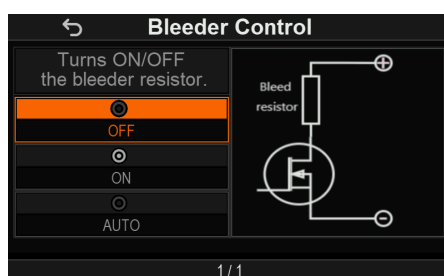 Bleeder Control
Turns ON/OFF
the bleeder resistor.
OFF
ON
AUTO
Bleed
resistor
1/1